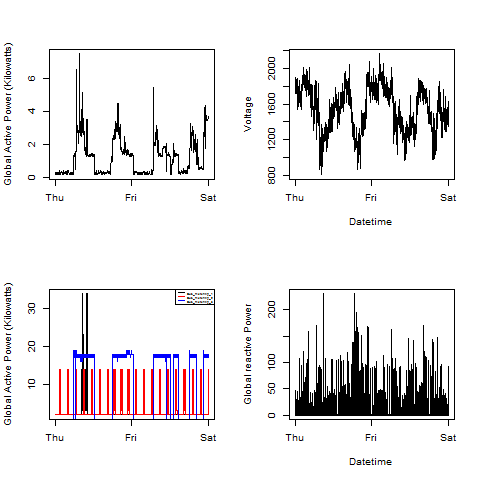 Global Active Power (Kilowatts)
6
4
2
0
Thu Fri Sat
Voltage
2000
1600
1200
800
Thu Fri Sat
Datetime
Global Active Power (Kilowatts)
30
20
10
Thu Fri Sat
Global reactive Power
200
100
50
0
Thu Fri Sat
Datetime